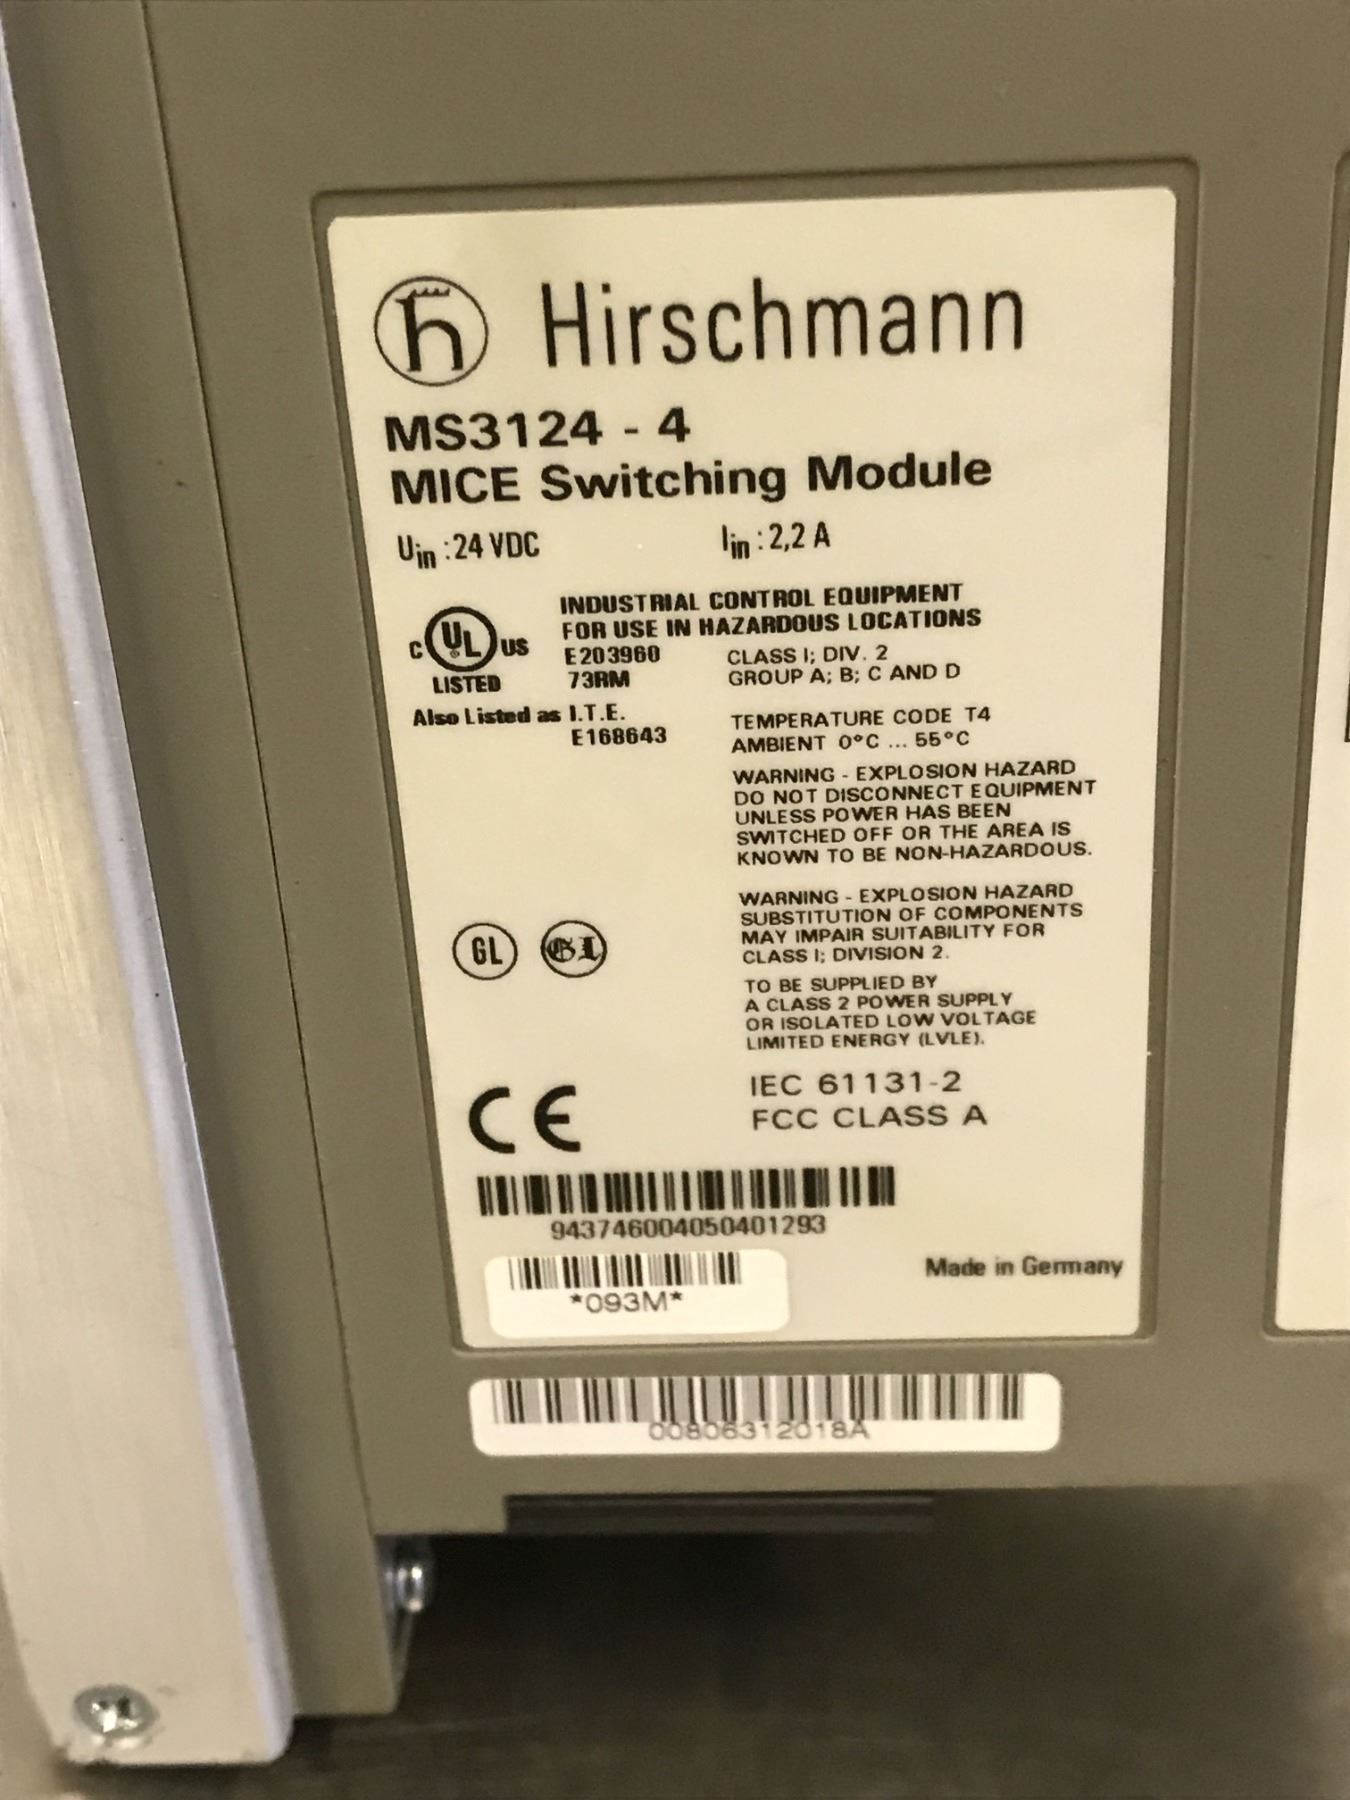 Hirschmann
MS3124 - 4
MICE Switching Module
Uin : 24 VDC Iin : 2,2 A
INDUSTRIAL CONTROL EQUIPMENT
FOR USE IN HAZARDOUS LOCATIONS
C UL US
LISTED
E203960
73RM
CLASS I; DIV. 2
GROUP A; B; C AND D
Also Listed as I.T.E.
E168643
TEMPERATURE CODE T4
AMBIENT 0°C ... 55°C
WARNING - EXPLOSION HAZARD
DO NOT DISCONNECT EQUIPMENT
UNLESS POWER HAS BEEN
SWITCHED OFF OR THE AREA IS
KNOWN TO BE NON-HAZARDOUS.
WARNING - EXPLOSION HAZARD
SUBSTITUTION OF COMPONENTS
MAY IMPAIR SUITABILITY FOR
CLASS I; DIVISION 2.
GL GL
TO BE SUPPLIED BY
A CLASS 2 POWER SUPPLY
OR ISOLATED LOW VOLTAGE
LIMITED ENERGY (LVLE).
CE
IEC 61131-2
FCC CLASS A
943746004050401293
*093M*
Made in Germany
00806312018A